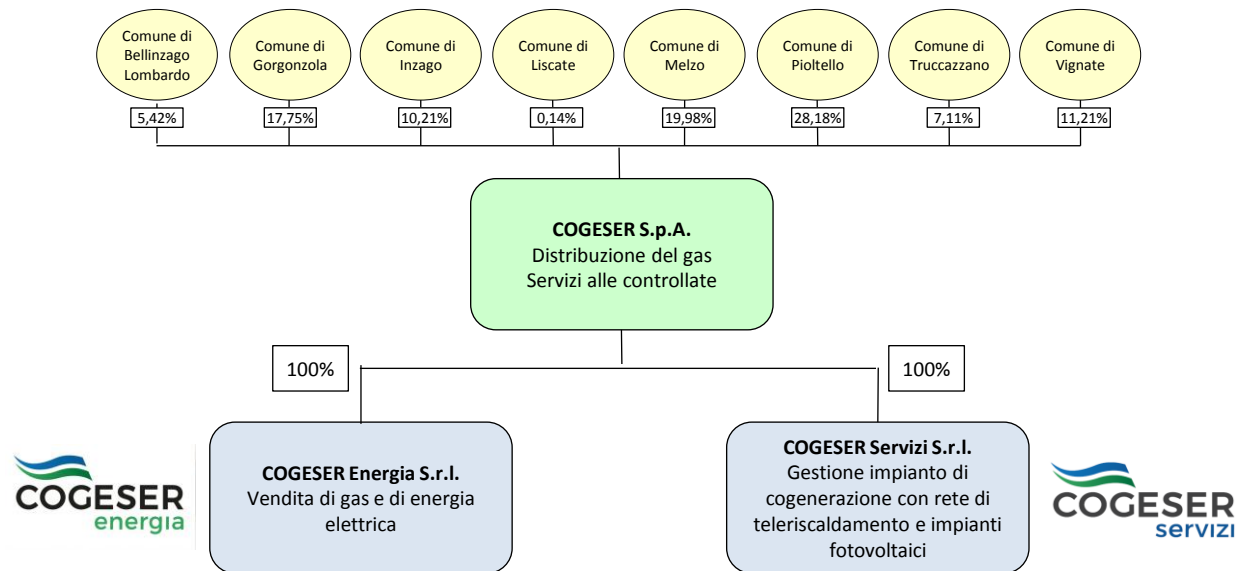 Comune di
Bellinzago
Lombardo
Comune di
Gorgonzola
Comune di
Inzago
Comune di
Liscate
Comune di
Melzo
Comune di
Pioltello
Comune di
Truccazzano
Comune di
Vignate
5,42%
17,75%
10,21%
0,14%
19,98%
28,18%
7,11%
11,21%
COGESER S.p.A.
Distribuzione del gas
Servizi alle controllate
100%
100%
COGESER
energia
COGESER Energia S.r.l.
Vendita di gas e di energia
elettrica
COGESER Servizi S.r.l.
Gestione impianto di
cogenerazione con rete di
teleriscaldamento e impianti
fotovoltaici
COGESER
servizi